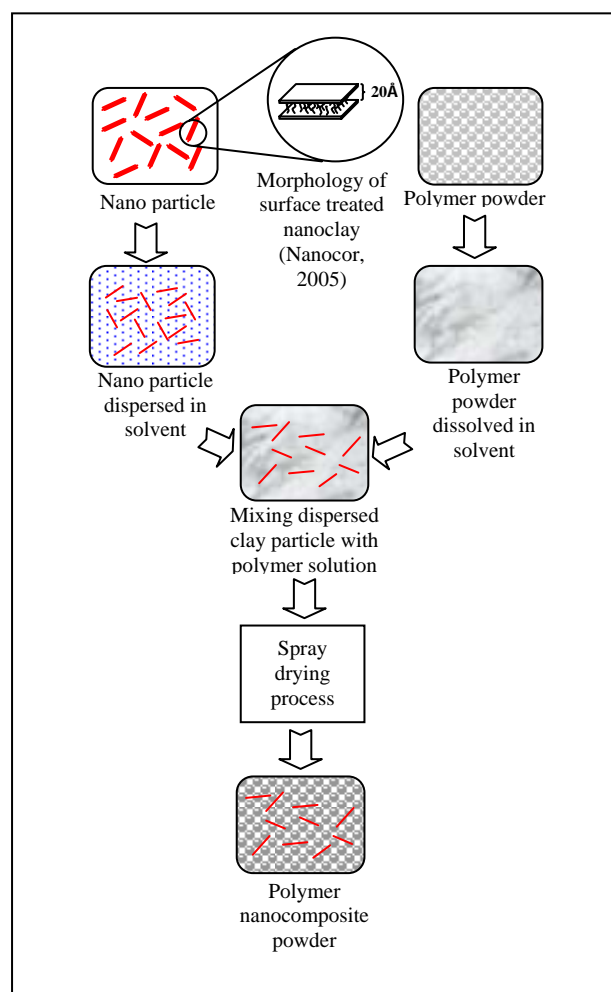 20Å
Nano particle
Morphology of
surface treated
nanoclay
(Nanocor,
2005)
Polymer powder
Nano particle
dispersed in
solvent
Polymer
powder
dissolved in
solvent
Mixing dispersed
clay particle with
polymer solution
Spray
drying
process
Polymer
nanocomposite
powder